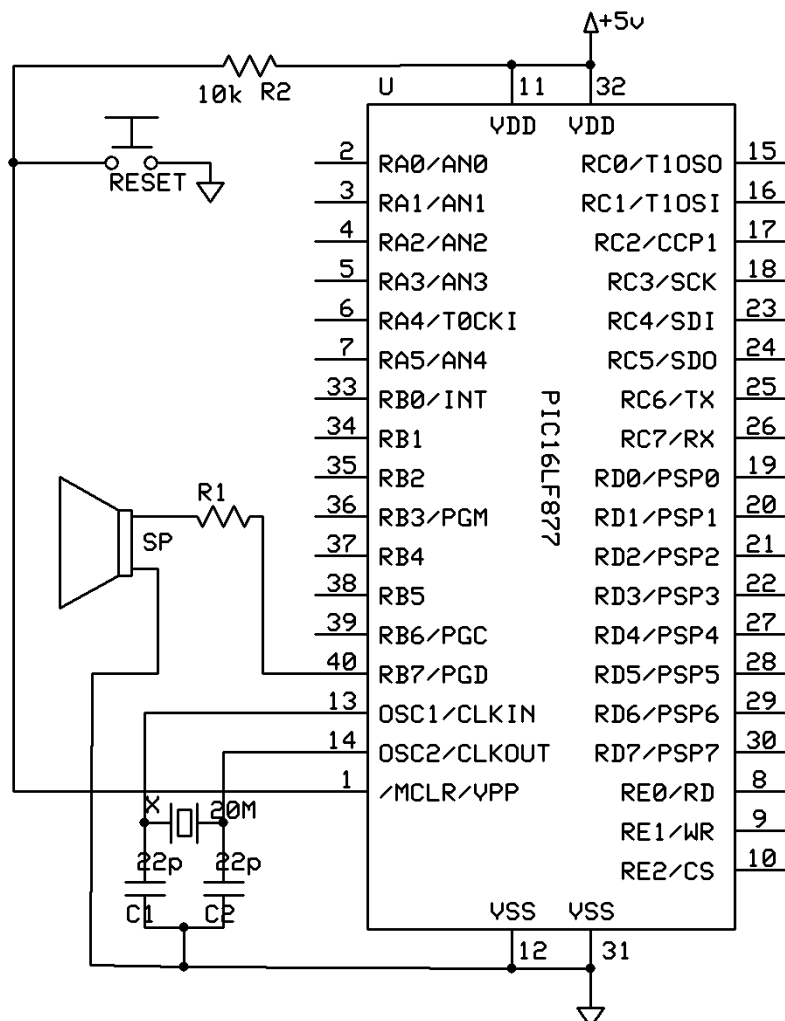 +5v
10k R2
U
11 32
VDD VDD
RESET
2 RA0/AN0 RC0/T1OSO 15
3 RA1/AN1 RC1/T1OSI 16
4 RA2/AN2 RC2/CCP1 17
5 RA3/AN3 RC3/SCK 18
6 RA4/T0CKI RC4/SDI 23
7 RA5/AN4 RC5/SDO 24
33 RB0/INT RC6/TX 25
34 RB1 RC7/RX 26
35 RB2 RD0/PSP0 19
R1
36 RB3/PGM RD1/PSP1 20
SP
37 RB4 RD2/PSP2 21
38 RB5 RD3/PSP3 22
39 RB6/PGC RD4/PSP4 27
40 RB7/PGD RD5/PSP5 28
13 OSC1/CLKIN RD6/PSP6 29
14 OSC2/CLKOUT RD7/PSP7 30
1 /MCLR/VPP RE0/RD 8
PIC16LF877
X 20M
RE1/WR 9
22p 22p
RE2/CS 10
C1 C2
VSS VSS
12 31